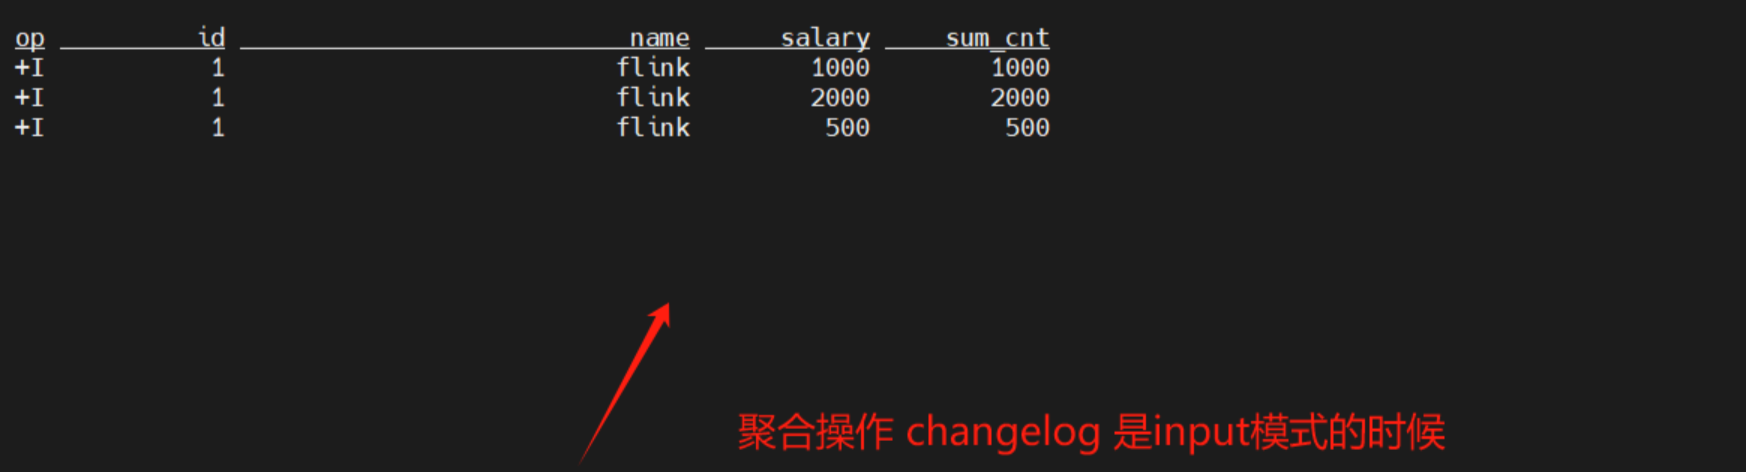 op id name salary sum_cnt
+I 1 flink 1000 1000
+I 1 flink 2000 2000
+I 1 flink 500 500
聚合操作 changelog 是input模式的时候